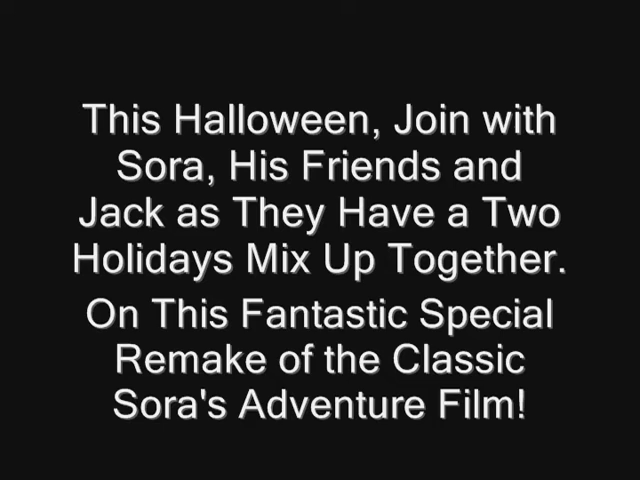 This Halloween, Join with
Sora, His Friends and
Jack as They Have a Two
Holidays Mix Up Together.
On This Fantastic Special
Remake of the Classic
Sora's Adventure Film!